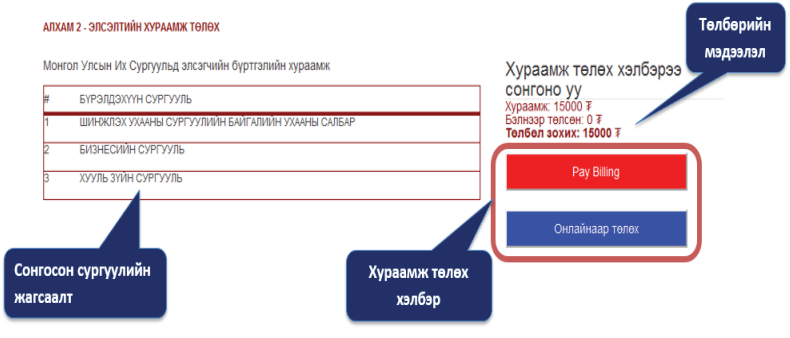 АЛХАМ 2 - ЭЛСЭЛТИЙН ХУРААМЖ ТӨЛӨХ
Монгол Улсын Их Сургуульд элсэгчийн бүртгэлийн хураамж
# БҮРЭЛДЭХҮҮН СУРГУУЛЬ
1 ШИНЖЛЭХ УХААНЫ СУРГУУЛИЙН БАЙГАЛИЙН УХААНЫ САЛБАР
2 БИЗНЕСИЙН СУРГУУЛЬ
3 ХУУЛЬ ЗҮЙН СУРГУУЛЬ
Сонгосон сургуулийн
жагсаалт
Төлбөрийн
мэдээлэл
Хураамж төлөх хэлбэрээ
сонгоно уу
Хураамж: 15000 ₮
Бэлнээр төлсөн: 0 ₮
Төлбөл зохих: 15000 ₮
Pay Billing
Онлайнаар төлөх
Хураамж төлөх
хэлбэр